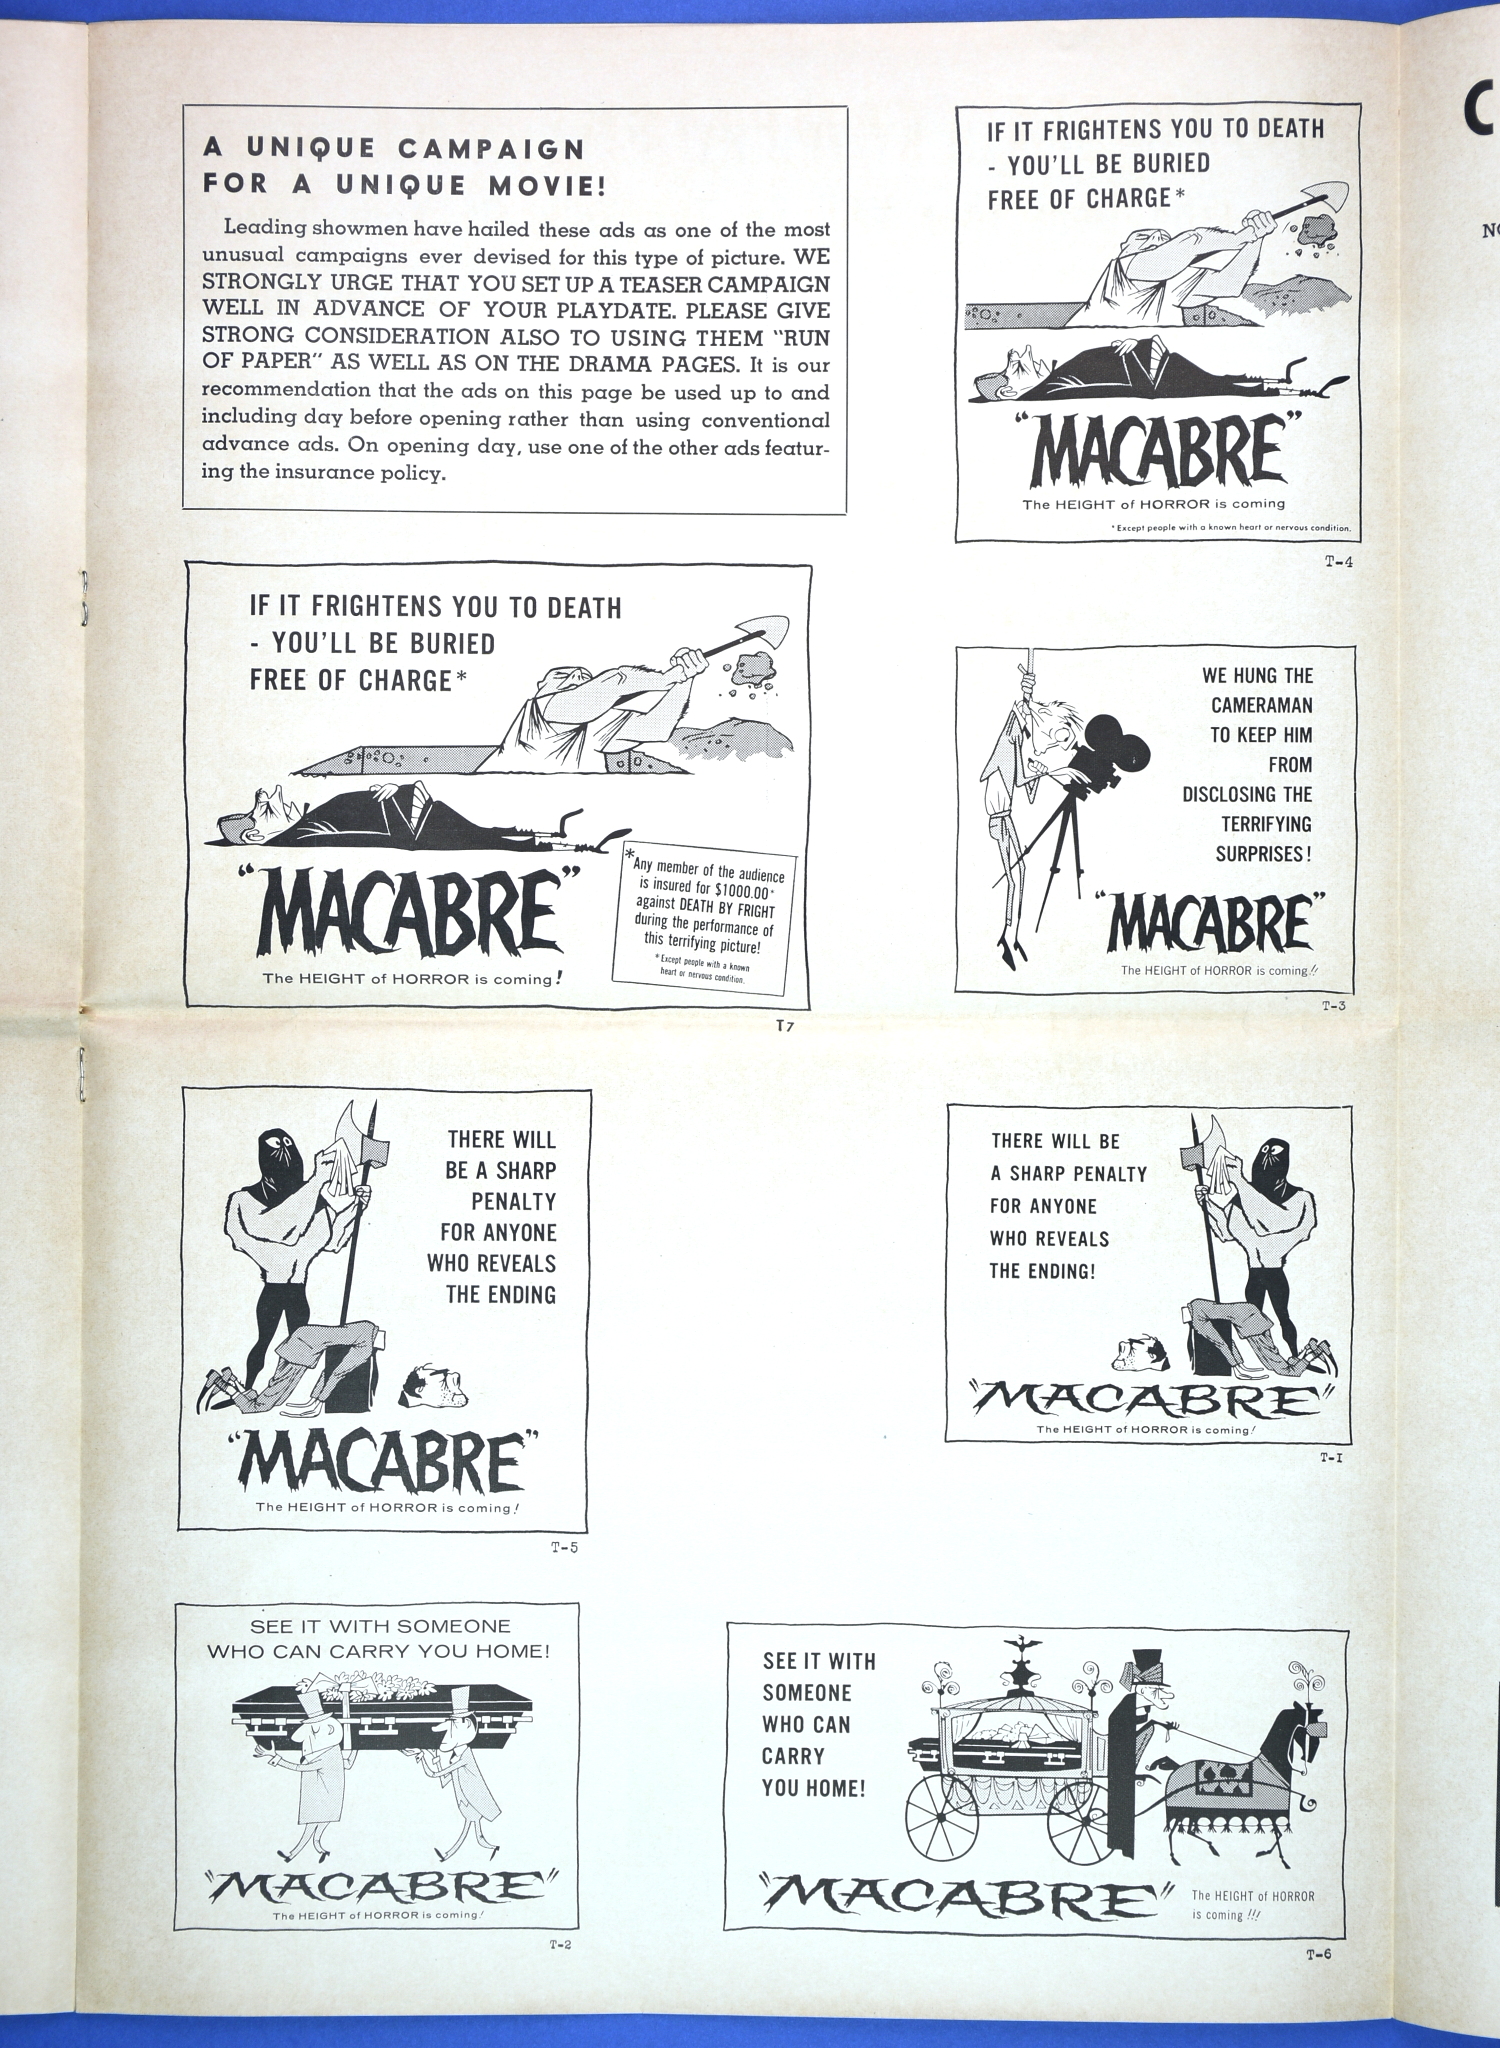 A UNIQUE CAMPAIGN
FOR A UNIQUE MOVIE!
Leading showmen have hailed these ads as one of the most
unusual campaigns ever devised for this type of picture. WE
STRONGLY URGE THAT YOU SET UP A TEASER CAMPAIGN
WELL IN ADVANCE OF YOUR PLAYDATE. PLEASE GIVE
STRONG CONSIDERATION ALSO TO USING THEM "RUN
OF PAPER" AS WELL AS ON THE DRAMA PAGES. It is our
recommendation that the ads on this page be used up to and
including day before opening rather than using conventional
advance ads. On opening day, use one of the other ads featur-
ing the insurance policy.
IF IT FRIGHTENS YOU TO DEATH
- YOU'LL BE BURIED
FREE OF CHARGE*
"MACABRE"
The HEIGHT of HORROR is coming
*Except people with a known heart or nervous condition.
T-4
IF IT FRIGHTENS YOU TO DEATH
- YOU'LL BE BURIED
FREE OF CHARGE*
"MACABRE"
The HEIGHT of HORROR is coming!
*Any member of the audience
is insured for $1000.00*
against DEATH BY FRIGHT
during the performance of
this terrifying picture!
*Except people with a known
heart or nervous condition.
T7
WE HUNG THE
CAMERAMAN
TO KEEP HIM
FROM
DISCLOSING THE
TERRIFYING
SURPRISES!
"MACABRE"
The HEIGHT of HORROR is coming!!
T-3
THERE WILL
BE A SHARP
PENALTY
FOR ANYONE
WHO REVEALS
THE ENDING
"MACABRE"
The HEIGHT of HORROR is coming!
T-5
THERE WILL BE
A SHARP PENALTY
FOR ANYONE
WHO REVEALS
THE ENDING!
"MACABRE"
The HEIGHT of HORROR is coming!
T-1
SEE IT WITH SOMEONE
WHO CAN CARRY YOU HOME!
"MACABRE"
The HEIGHT of HORROR is coming!
T-2
SEE IT WITH
SOMEONE
WHO CAN
CARRY
YOU HOME!
"MACABRE"
The HEIGHT of HORROR
is coming!!!
T-6